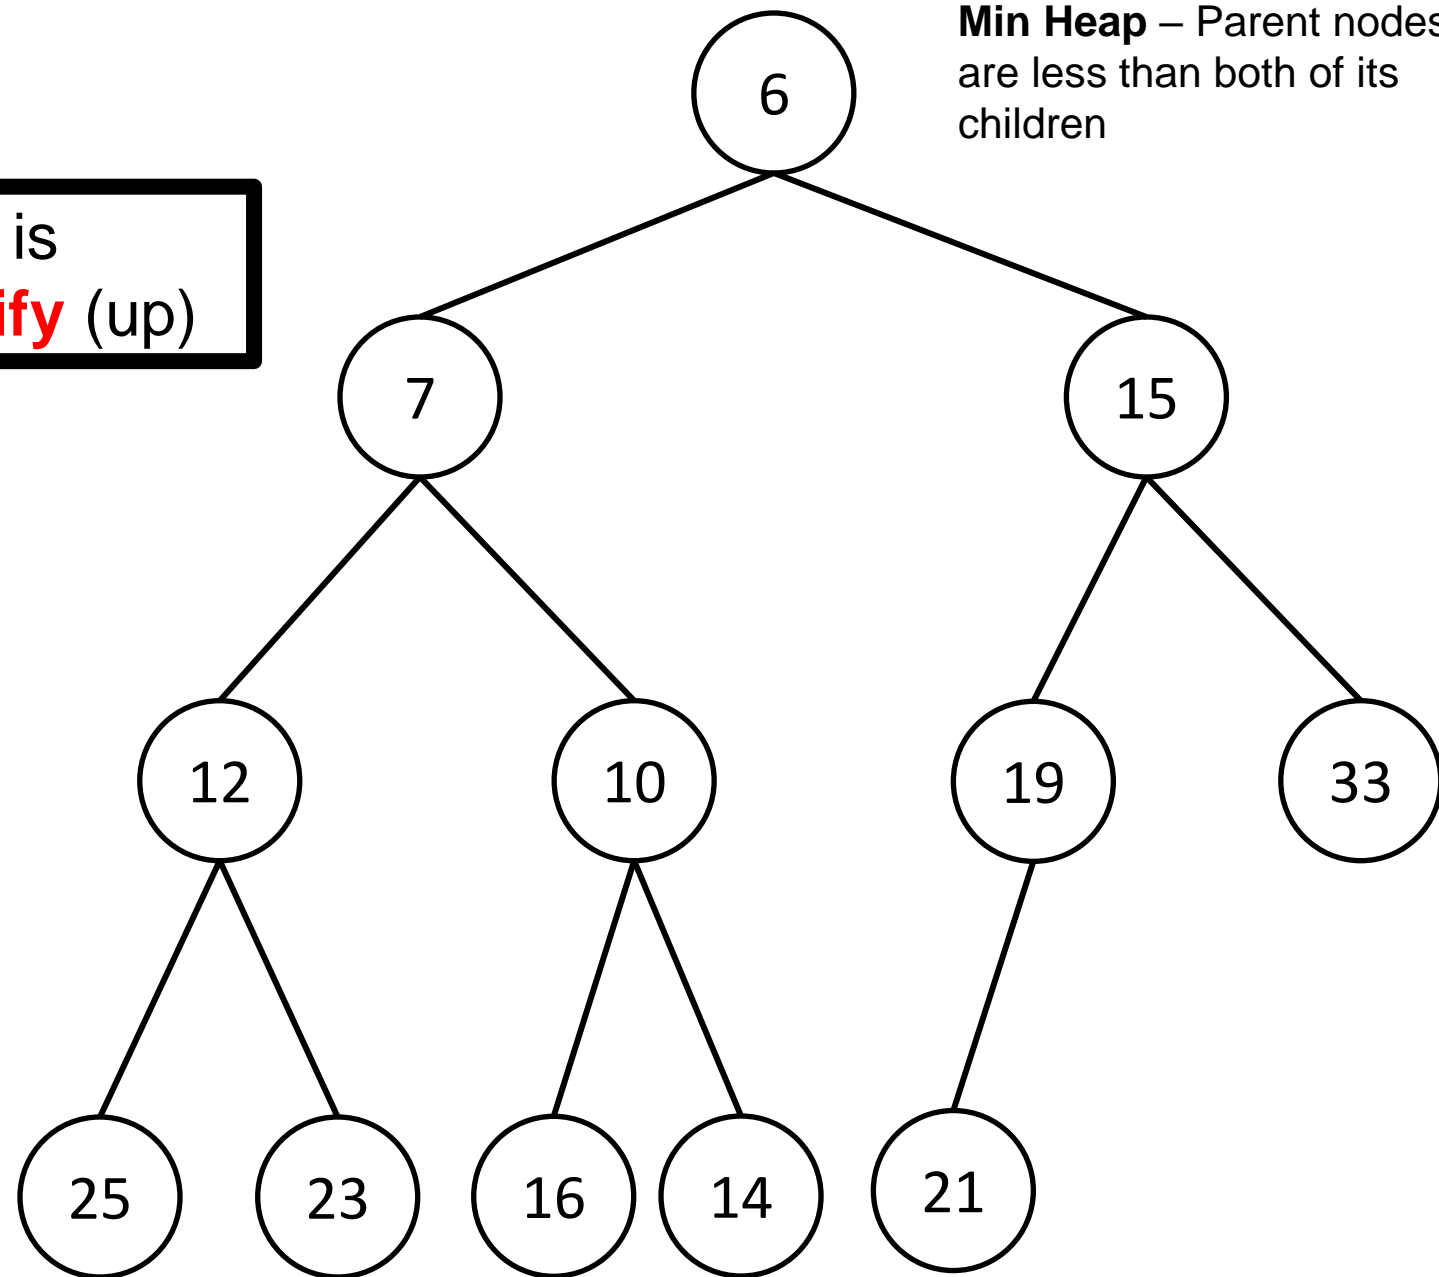 Min Heap – Parent nodes
are less than both of its
children
6
is
ify (up)
7
15
12
10
19
33
25
23
16
14
21